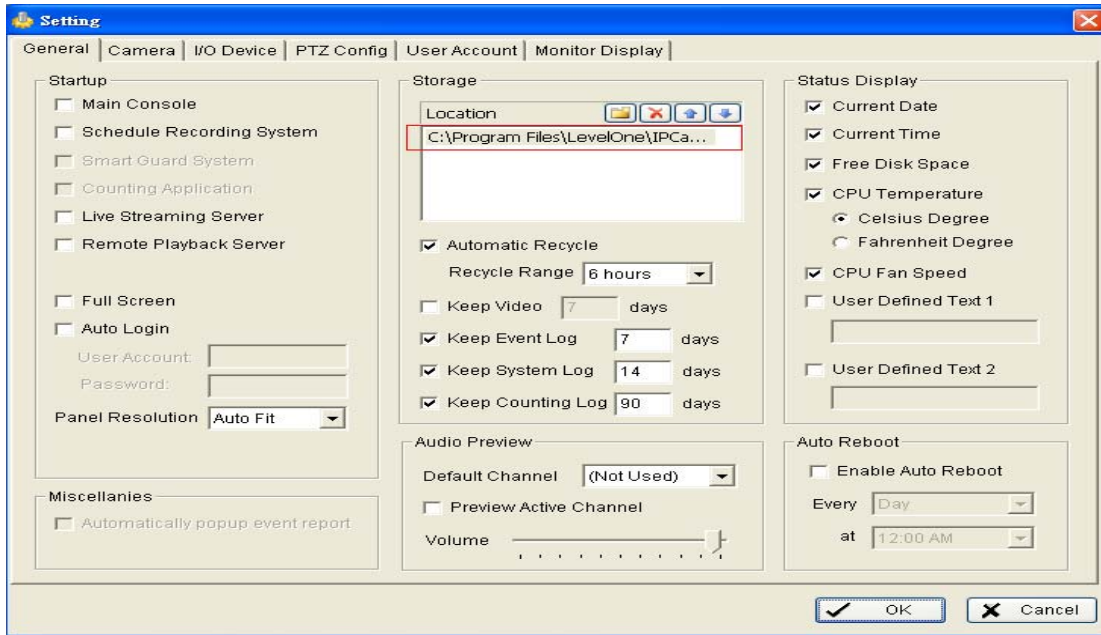 Setting
General Camera I/O Device PTZ Config User Account Monitor Display
Startup
Main Console
Schedule Recording System
Smart Guard System
Counting Application
Live Streaming Server
Remote Playback Server
Full Screen
Auto Login
User Account:
Password:
Panel Resolution Auto Fit
Miscellanies
Automatically popup event report
Storage
Location
C:\Program Files\LevelOne\IPCa...
Automatic Recycle
Recycle Range 6 hours
Keep Video 7 days
Keep Event Log 7 days
Keep System Log 14 days
Keep Counting Log 90 days
Audio Preview
Default Channel (Not Used)
Preview Active Channel
Volume
Status Display
Current Date
Current Time
Free Disk Space
CPU Temperature
Celsius Degree
Fahrenheit Degree
CPU Fan Speed
User Defined Text 1
User Defined Text 2
Auto Reboot
Enable Auto Reboot
Every Day
at 12:00 AM
OK Cancel